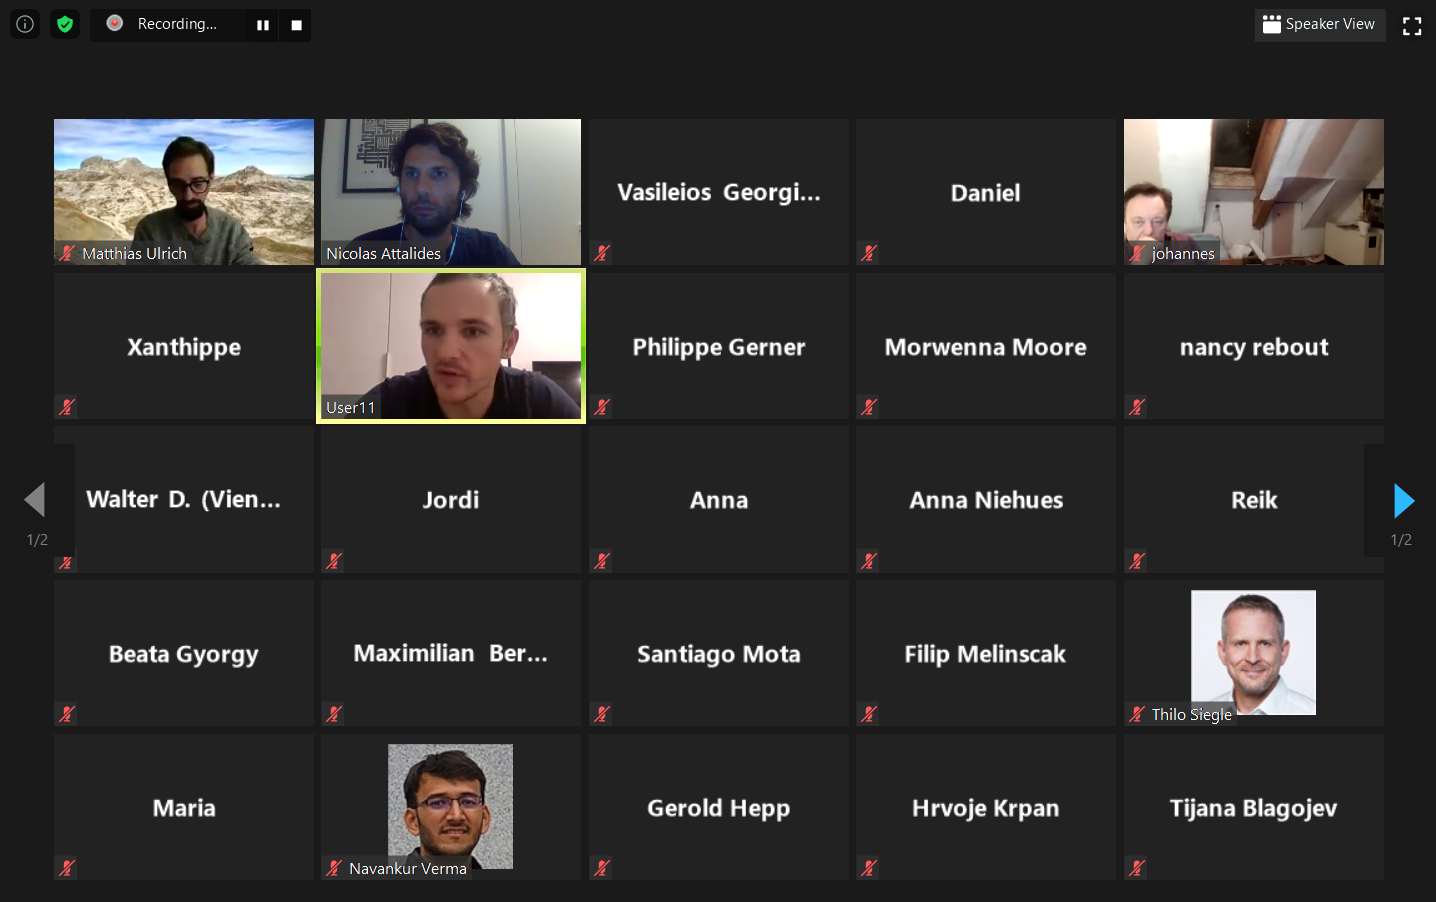 Recording...
Speaker View
Matthias Ulrich
Nicolas Attalides
Vasileios Georgi...
Daniel
johannes
Xanthippe
User11
Philippe Gerner
Morwenna Moore
nancy rebout
Walter D. (Vien...
Jordi
Anna
Anna Niehues
Reik
1/2
1/2
Beata Gyorgy
Maximilian Ber...
Santiago Mota
Filip Melinscak
Thilo Siegle
Maria
Navankur Verma
Gerold Hepp
Hrvoje Krpan
Tijana Blagojev